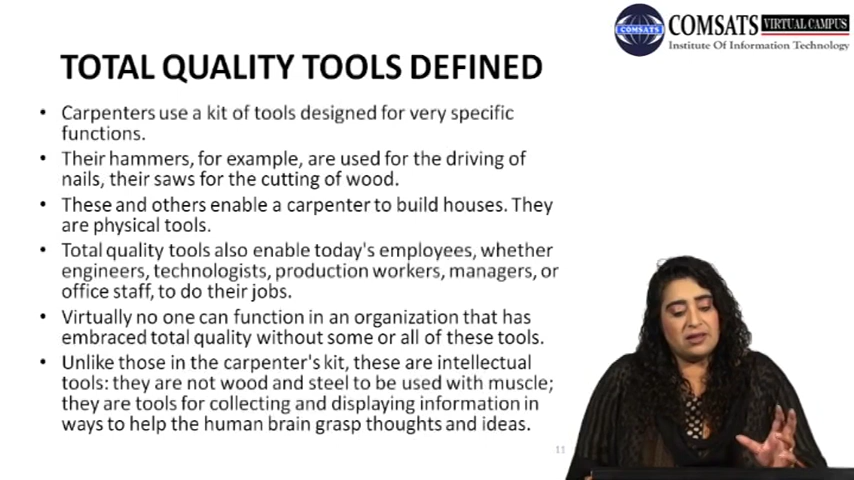 COMSATS VIRTUAL CAMPUS
COMSATS
Institute Of Information Technology
TOTAL QUALITY TOOLS DEFINED
• Carpenters use a kit of tools designed for very specific
functions.
• Their hammers, for example, are used for the driving of
nails, their saws for the cutting of wood.
• These and others enable a carpenter to build houses. They
are physical tools.
• Total quality tools also enable today's employees, whether
engineers, technologists, production workers, managers, or
office staff, to do their jobs.
• Virtually no one can function in an organization that has
embraced total quality without some or all of these tools.
• Unlike those in the carpenter's kit, these are intellectual
tools: they are not wood and steel to be used with muscle;
they are tools for collecting and displaying information in
ways to help the human brain grasp thoughts and ideas.
11